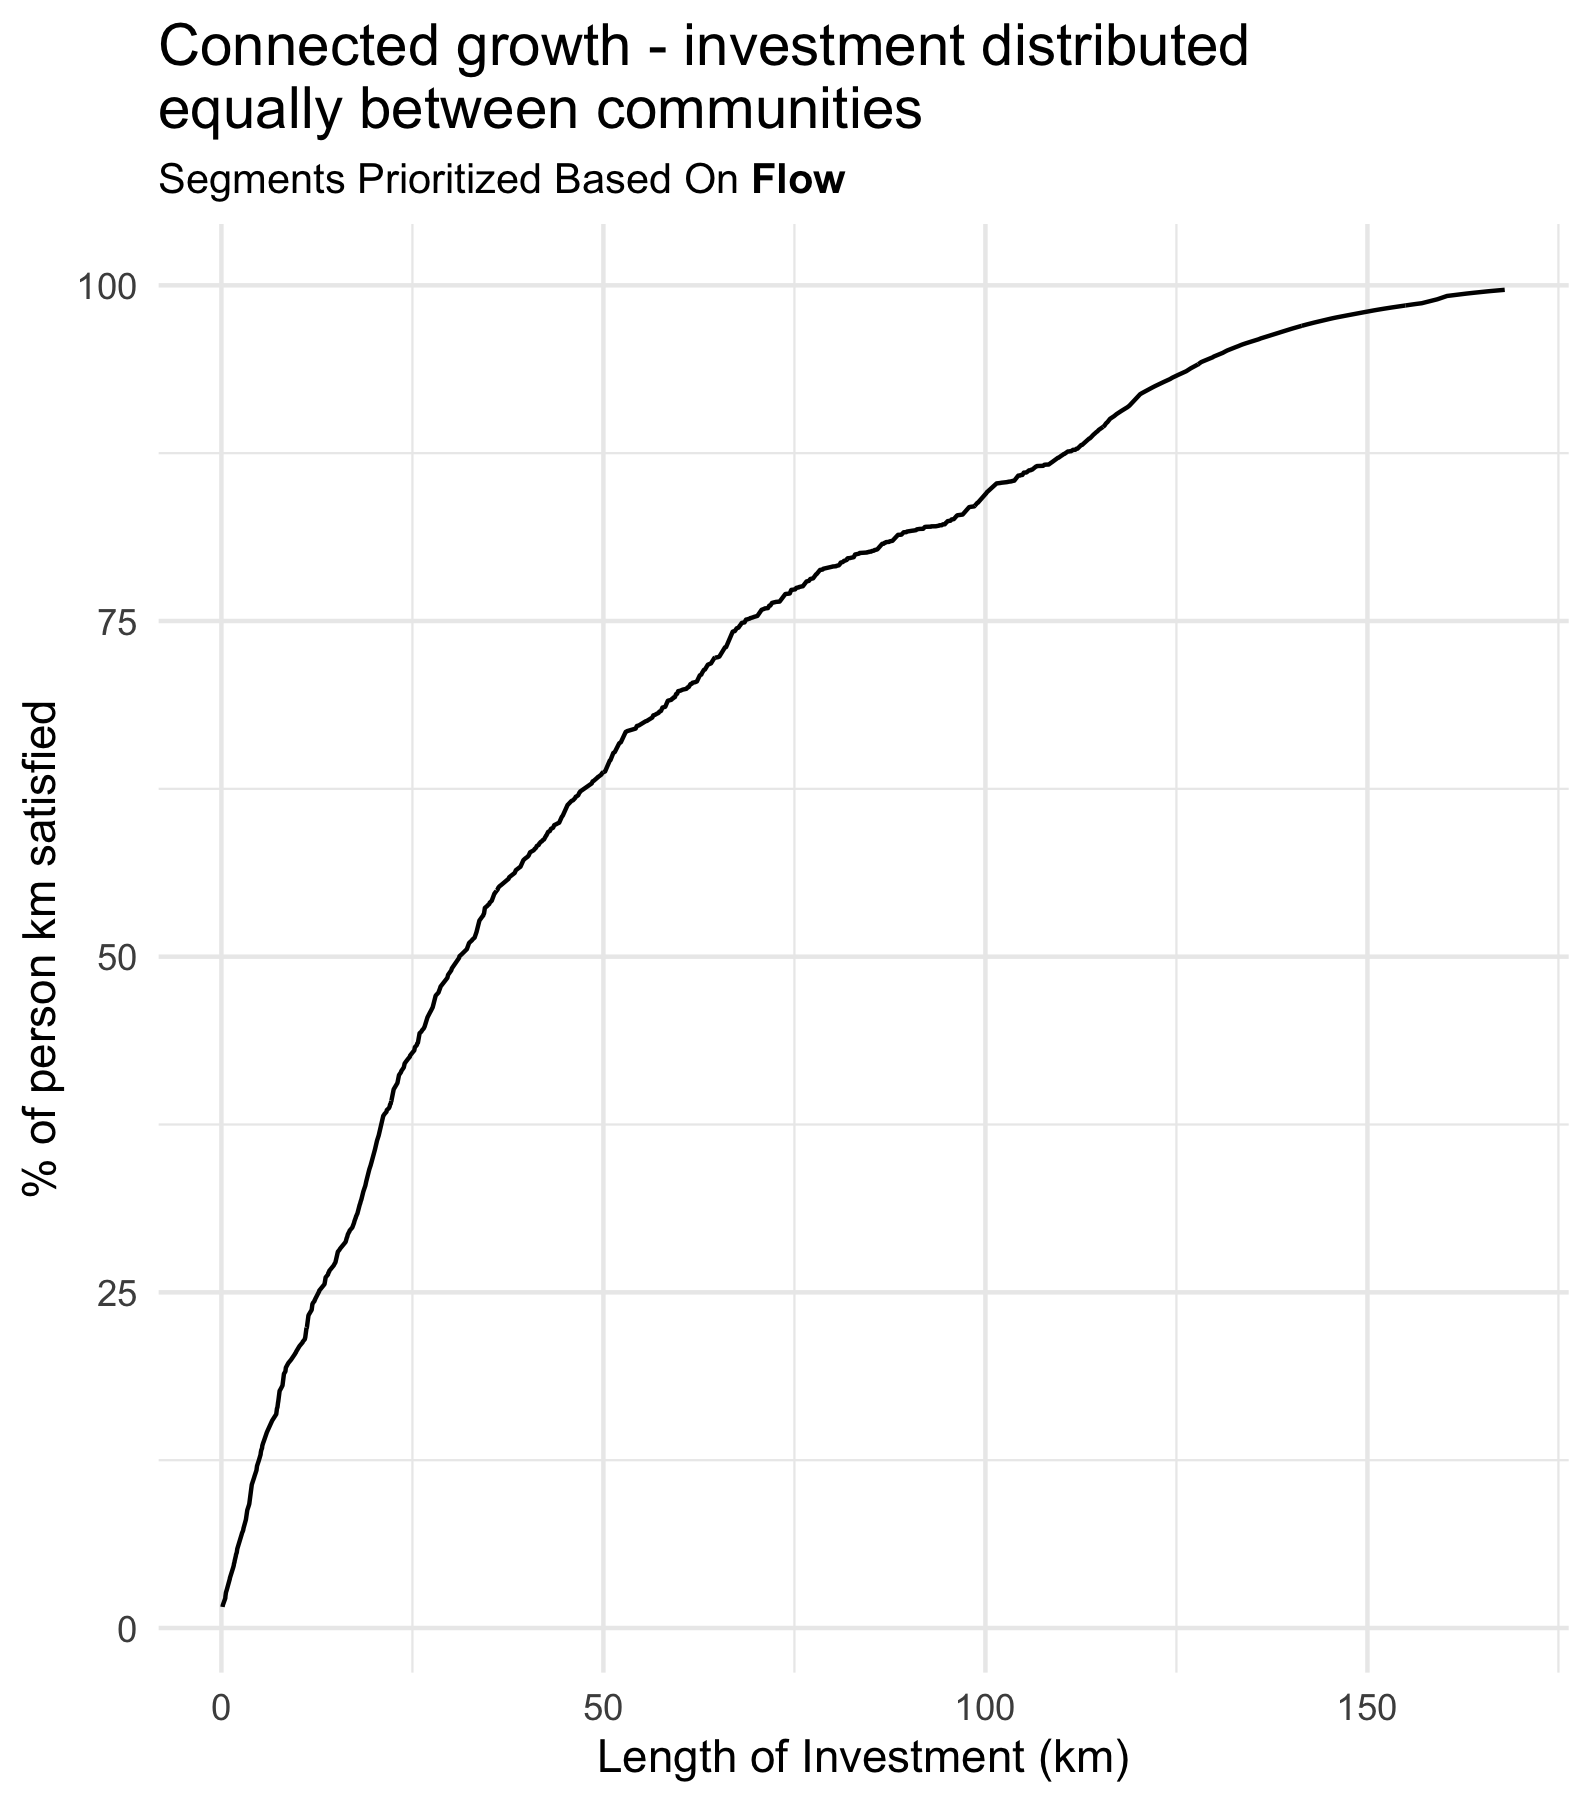 Connected growth - investment distributed
equally between communities
Segments Prioritized Based On Flow
100
75
50
25
0
% of person km satisfied
0 50 100 150
Length of Investment (km)